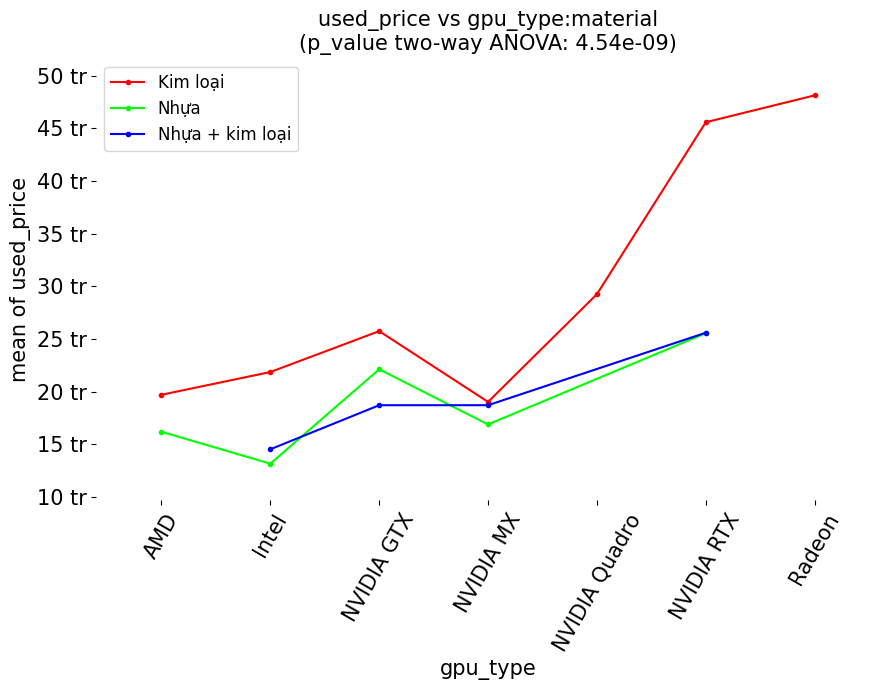 used_price vs gpu_type:material
(p_value two-way ANOVA: 4.54e-09)
Kim loại
Nhựa
Nhựa + kim loại
50 tr
45 tr
40 tr
35 tr
30 tr
25 tr
20 tr
15 tr
10 tr
mean of used_price
AMD
Intel
NVIDIA GTX
NVIDIA MX
NVIDIA Quadro
NVIDIA RTX
Radeon
gpu_type